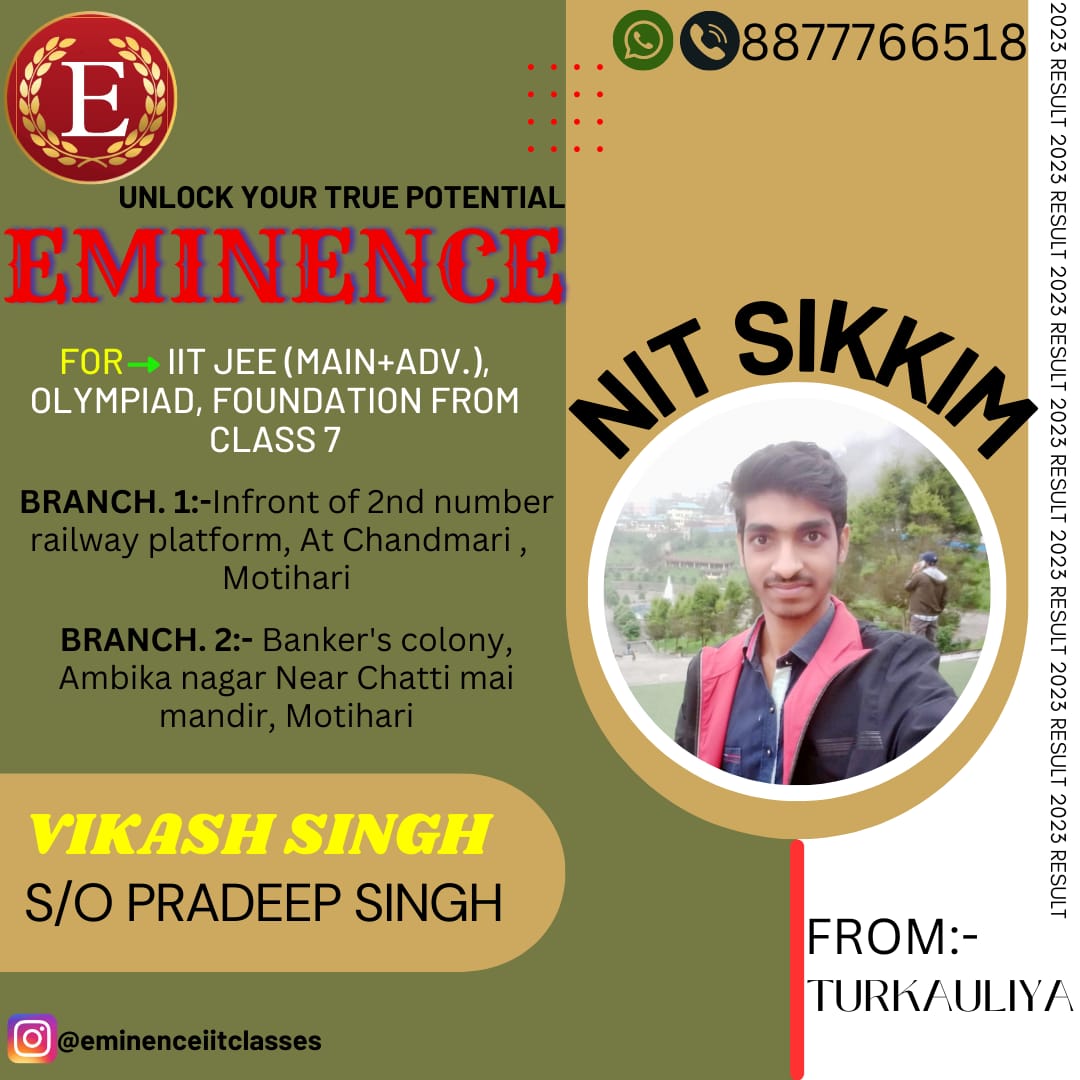 E
8877766518
UNLOCK YOUR TRUE POTENTIAL
EMINENCE
FOR→ IIT JEE (MAIN+ADV.),
OLYMPIAD, FOUNDATION FROM
CLASS 7
BRANCH. 1:-Infront of 2nd number
railway platform, At Chandmari ,
Motihari
BRANCH. 2:- Banker's colony,
Ambika nagar Near Chatti mai
mandir, Motihari
VIKASH SINGH
S/O PRADEEP SINGH
@eminenceiitclasses
NIT SIKKIM
FROM:-
TURKAULIYA
2023 RESULT 2023 RESULT 2023 RESULT 2023 RESULT 2023 RESULT 2023 RESULT 2023 RESULT